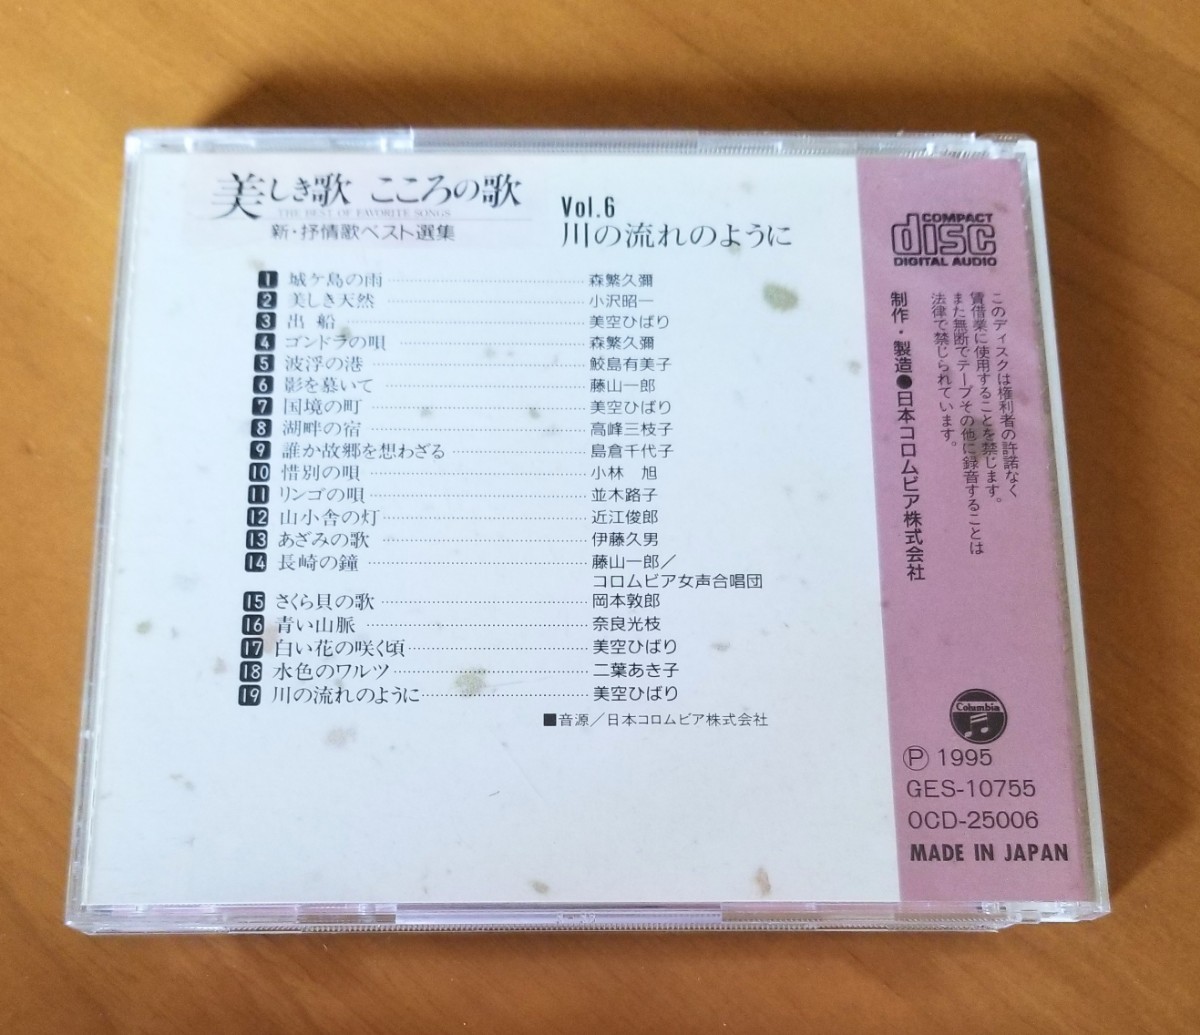 美しき歌 こころの歌
THE BEST OF FAVORITE SONGS
新・抒情歌ベスト選集
Vol.6
川の流れのように
1 城ケ島の雨 森繁久彌
2 美しき天然 小沢昭一
3 出船 美空ひばり
4 ゴンドラの唄 森繁久彌
5 波浮の港 鮫島有美子
6 影を慕いて 藤山一郎
7 国境の町 美空ひばり
8 湖畔の宿 高峰三枝子
9 誰か故郷を想わざる 島倉千代子
10 惜別の唄 小林 旭
11 リンゴの唄 並木路子
12 山小舎の灯 近江俊郎
13 あざみの歌 伊藤久男
14 長崎の鐘 藤山一郎／
コロムビア女声合唱団
15 さくら貝の歌 岡本敦郎
16 青い山脈 奈良光枝
17 白い花の咲く頃 美空ひばり
18 水色のワルツ 二葉あき子
19 川の流れのように 美空ひばり
■音源／日本コロムビア株式会社
COMPACT
disc
DIGITAL AUDIO
このディスクは権利者の許諾なく
賃借業に使用することを禁じます。
また無断でテープその他に録音することは
法律で禁じられています。
制作・製造●日本コロムビア株式会社
Columbia
Ⓟ 1995
GES-10755
OCD-25006
MADE IN JAPAN